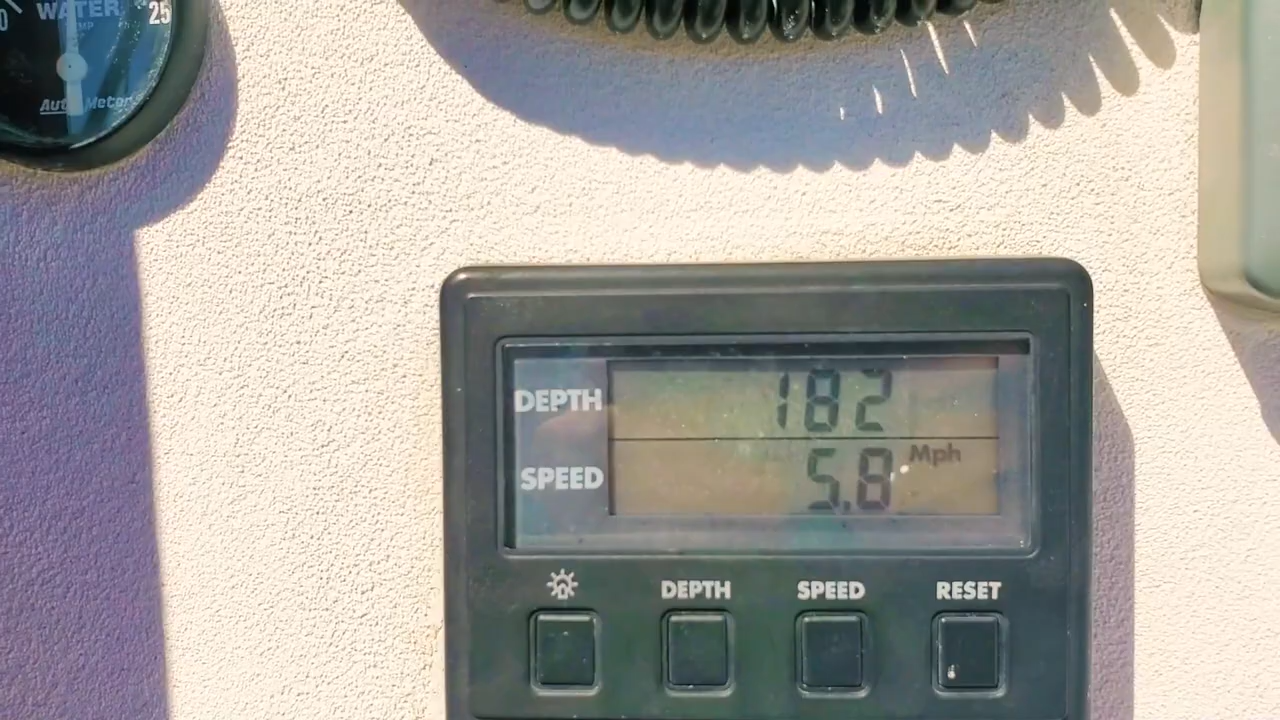 WATER
25
Auto Meter
DEPTH 182
SPEED 5.8 Mph
DEPTH SPEED RESET